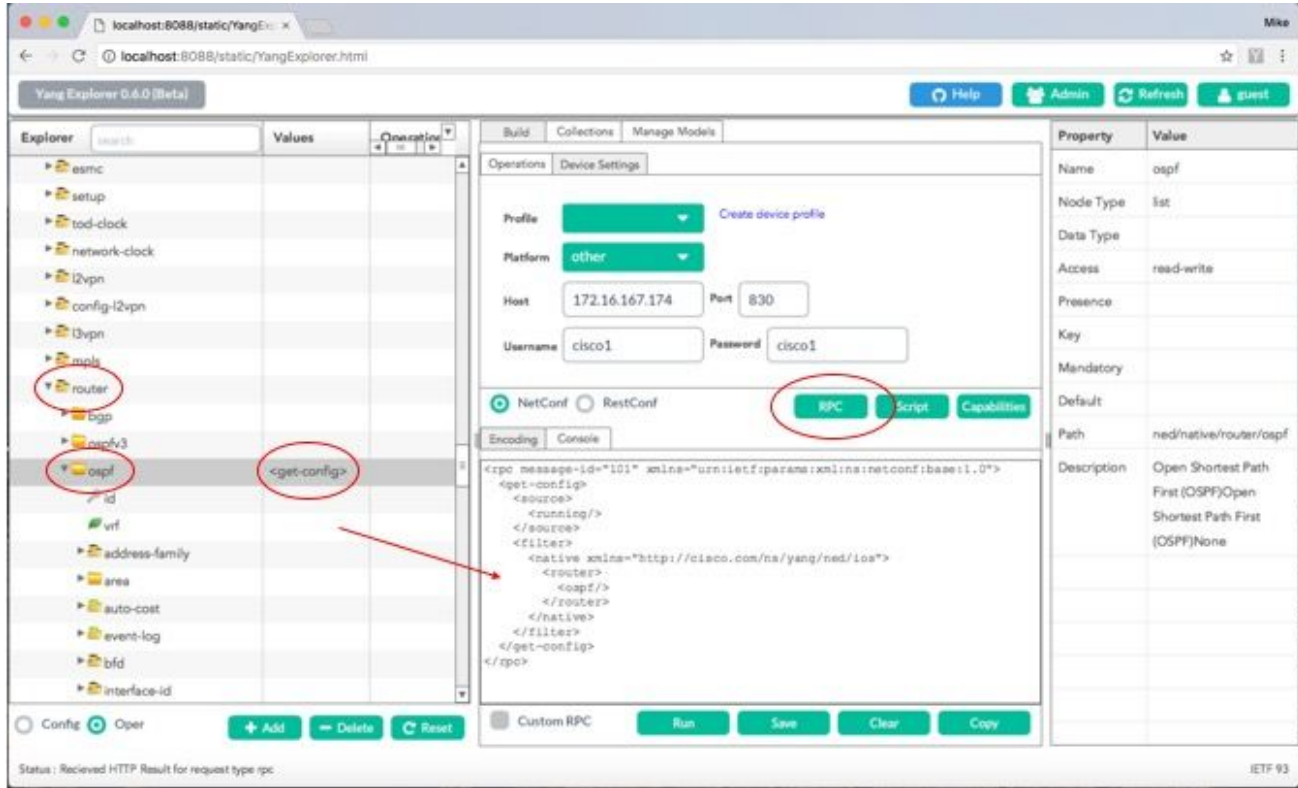 localhost:8088/static/YangEx
Mike
localhost:8088/static/YangExplorer.html
Yang Explorer 0.6.0 (Beta)
Help
Admin
Refresh
guest
Explorer
search
Values
Operation
esmc
setup
tod-clock
network-clock
l2vpn
config-l2vpn
l3vpn
mpls
router
bgp
ospfv3
ospf
<get-config>
id
vrf
address-family
area
auto-cost
event-log
bfd
interface-id
Config
Oper
Add
Delete
Reset
Build
Collections
Manage Models
Operations
Device Settings
Profile
Create device profile
Platform
other
Host
172.16.167.174
Port
830
Username
cisco1
Password
cisco1
NetConf
RestConf
RPC
Script
Capabilities
Encoding
Console
<rpc message-id="101" xmlns="urn:ietf:params:xml:ns:netconf:base:1.0">
<get-config>
<source>
<running/>
</source>
<filter>
<native xmlns="http://cisco.com/ns/yang/ned/ios">
<router>
<ospf/>
</router>
</native>
</filter>
</get-config>
</rpc>
Custom RPC
Run
Save
Clear
Copy
Property
Value
Name
ospf
Node Type
list
Data Type
Access
read-write
Presence
Key
Mandatory
Default
Path
ned/native/router/ospf
Description
Open Shortest Path
First (OSPF)Open
Shortest Path First
(OSPF)None
Status : Recieved HTTP Result for request type rpc
IETF 93